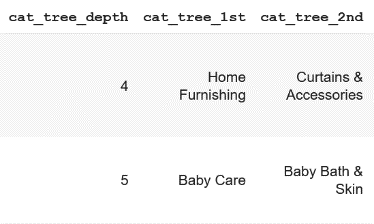 cat_tree_depth cat_tree_1st cat_tree_2nd
4 Home Furnishing Curtains & Accessories
5 Baby Care Baby Bath & Skin